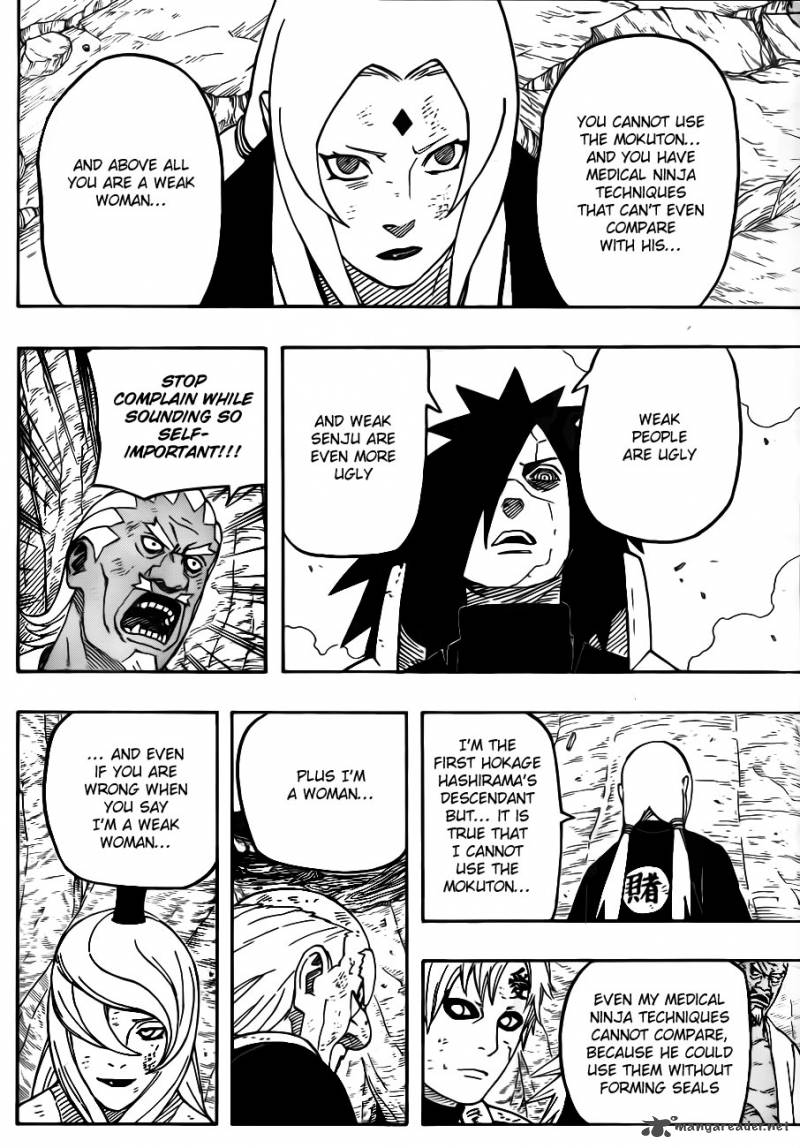 YOU CANNOT USE
THE MOKUTON...
AND YOU HAVE
MEDICAL NINJA
TECHNIQUES
THAT CAN'T EVEN
COMPARE
WITH HIS...
AND ABOVE ALL
YOU ARE A WEAK
WOMAN...
WEAK
PEOPLE
ARE UGLY
AND WEAK
SENJU ARE
EVEN MORE
UGLY
STOP
COMPLAIN WHILE
SOUNDING SO
SELF-
IMPORTANT!!!
I'M THE
FIRST HOKAGE
HASHIRAMA'S
DESCENDANT
BUT... IT IS
TRUE THAT
I CANNOT
USE THE
MOKUTON...
賭
PLUS I'M
A WOMAN...
... AND EVEN
IF YOU ARE
WRONG WHEN
YOU SAY
I'M A WEAK
WOMAN...
EVEN MY MEDICAL
NINJA TECHNIQUES
CANNOT COMPARE,
BECAUSE HE COULD
USE THEM WITHOUT
FORMING SEALS
mangareader.net